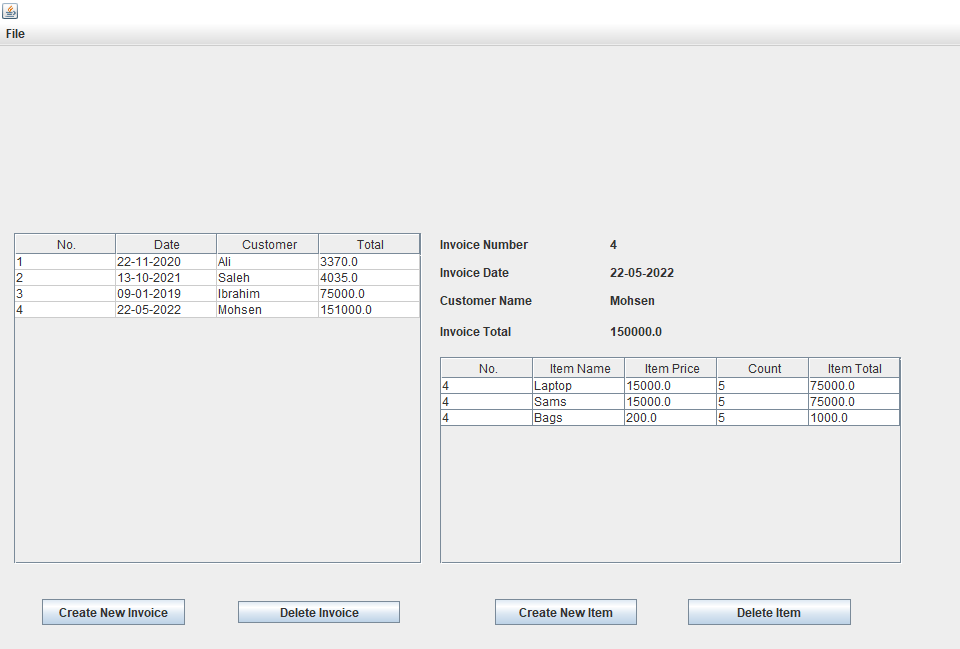 File
No. Date Customer Total
1 22-11-2020 Ali 3370.0
2 13-10-2021 Saleh 4035.0
3 09-01-2019 Ibrahim 75000.0
4 22-05-2022 Mohsen 151000.0
Invoice Number 4
Invoice Date 22-05-2022
Customer Name Mohsen
Invoice Total 150000.0
No. Item Name Item Price Count Item Total
4 Laptop 15000.0 5 75000.0
4 Sams 15000.0 5 75000.0
4 Bags 200.0 5 1000.0
Create New Invoice Delete Invoice Create New Item Delete Item